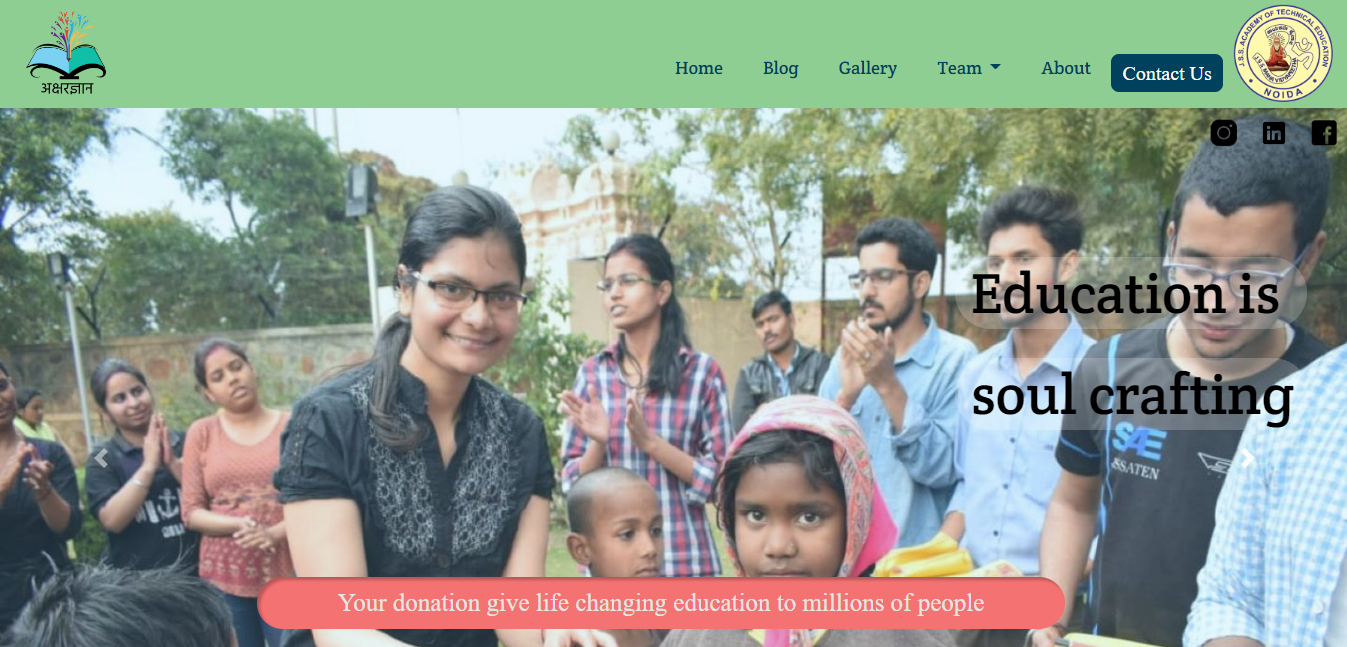 अक्षरज्ञान
Home
Blog
Gallery
Team
About
Contact Us
J.S.S. ACADEMY OF TECHNICAL EDUCATION
NOIDA
Education is
soul crafting
SAE
JSSATEN
Your donation give life changing education to millions of people